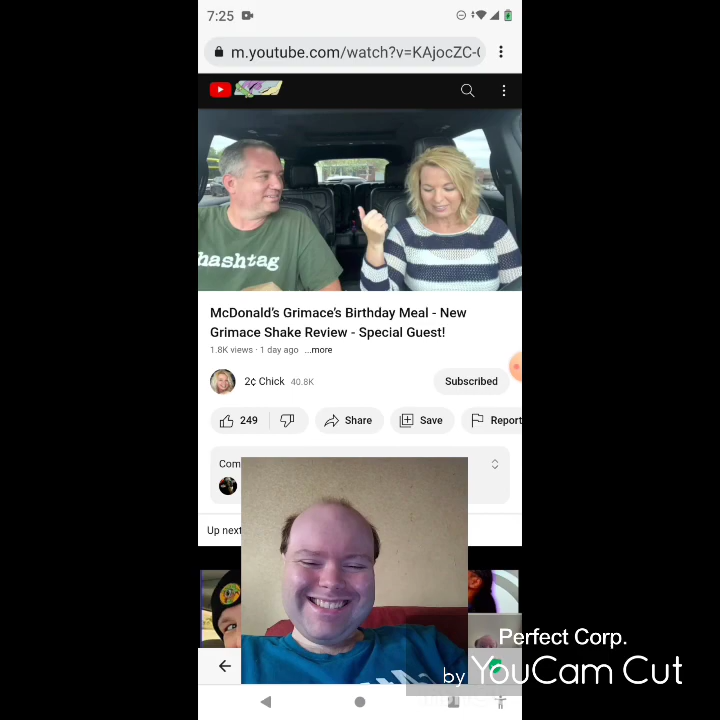 7:25
m.youtube.com/watch?v=KAjocZC-
hashtag
McDonald's Grimace's Birthday Meal - New
Grimace Shake Review - Special Guest!
1.8K views · 1 day ago ...more
2¢ Chick 40.8K Subscribed
249 Share Save Report
Com
Up next
Perfect Corp.
by YouCam Cut